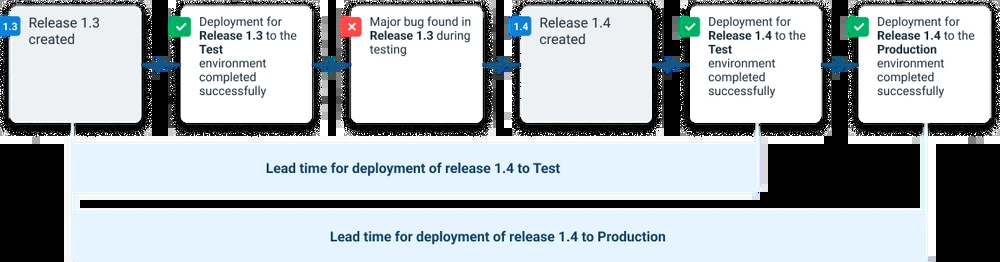 1.3
Release 1.3
created
Deployment for
Release 1.3 to the
Test
environment
completed
successfully
Major bug found in
Release 1.3 during
testing
1.4
Release 1.4
created
Deployment for
Release 1.4 to the
Test
environment
completed
successfully
Deployment for
Release 1.4 to the
Production
environment
completed
successfully
Lead time for deployment of release 1.4 to Test
Lead time for deployment of release 1.4 to Production